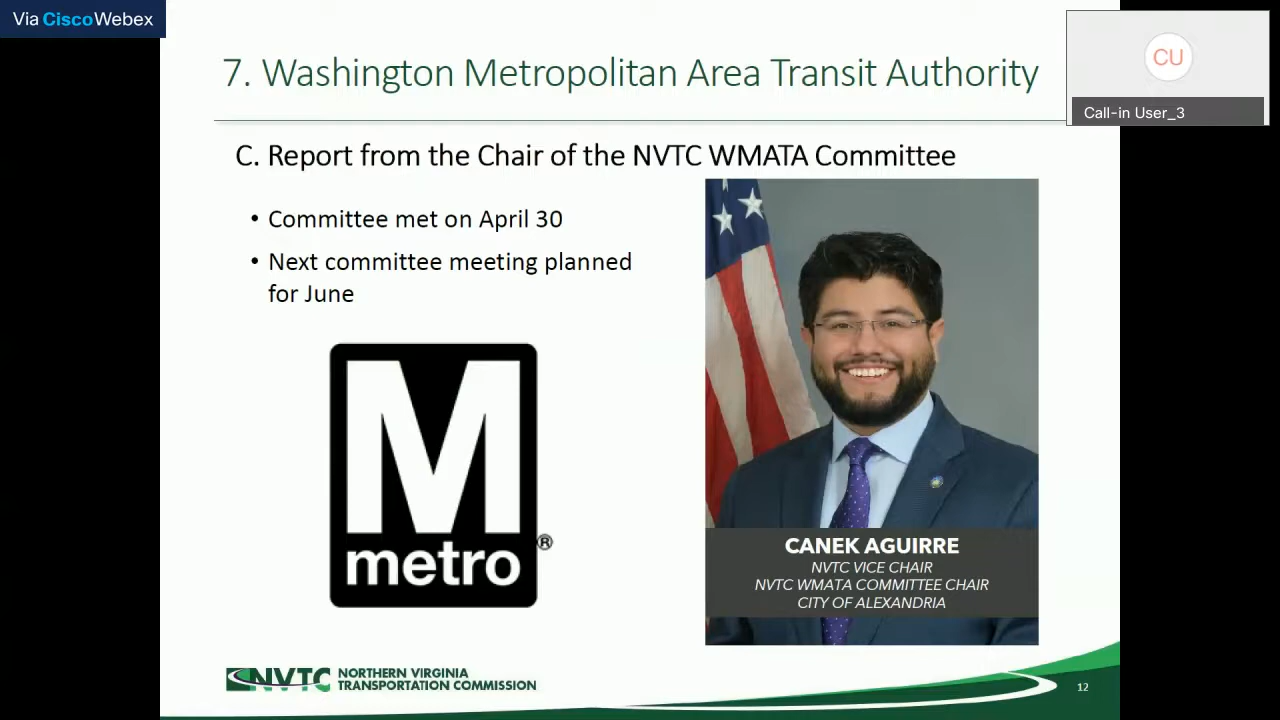 Via CiscoWebex
7. Washington Metropolitan Area Transit Authority
CU
Call-in User_3
C. Report from the Chair of the NVTC WMATA Committee
• Committee met on April 30
• Next committee meeting planned
for June
M
metro
®
CANEK AGUIRRE
NVTC VICE CHAIR
NVTC WMATA COMMITTEE CHAIR
CITY OF ALEXANDRIA
NVTC
NORTHERN VIRGINIA
TRANSPORTATION COMMISSION
12